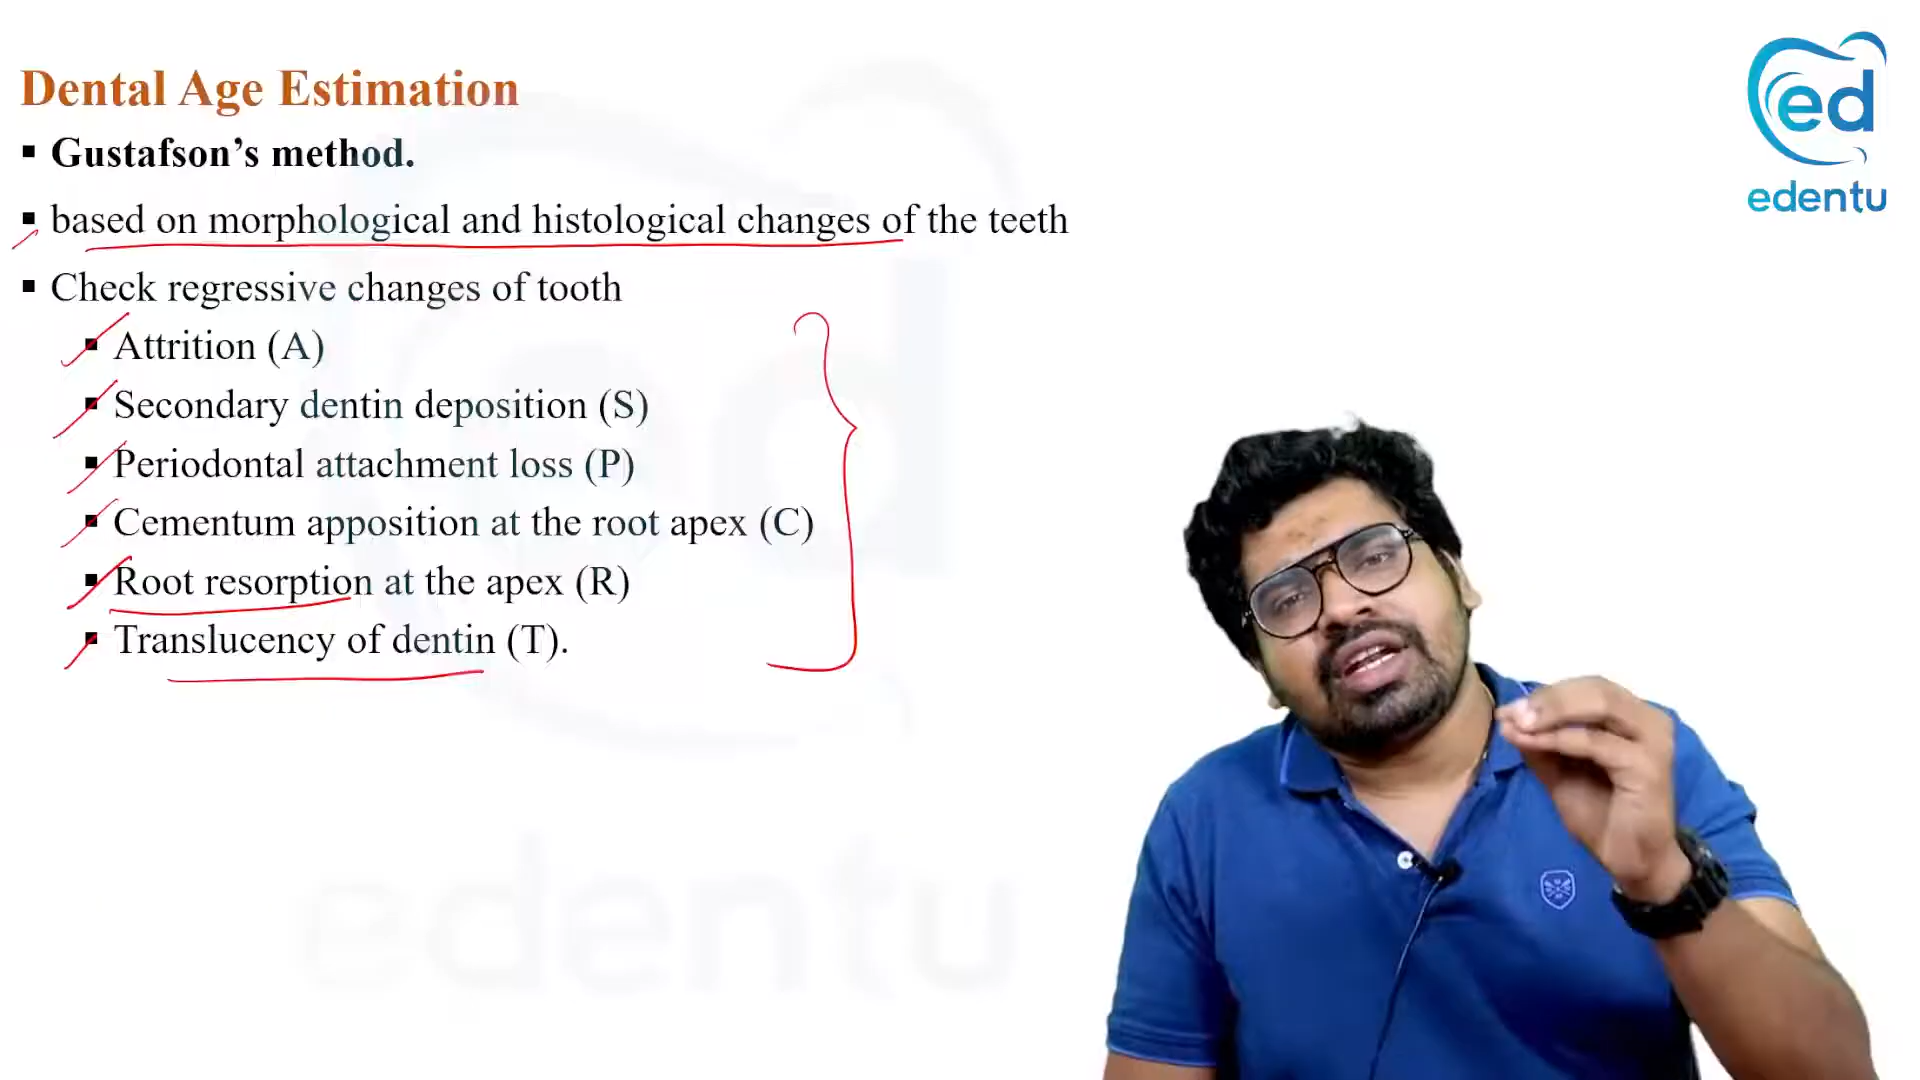 Dental Age Estimation
▪ Gustafson's method.
▪ based on morphological and histological changes of the teeth
▪ Check regressive changes of tooth
▪ Attrition (A)
▪ Secondary dentin deposition (S)
▪ Periodontal attachment loss (P)
▪ Cementum apposition at the root apex (C)
▪ Root resorption at the apex (R)
▪ Translucency of dentin (T).
ed
edentu
ed
edentu